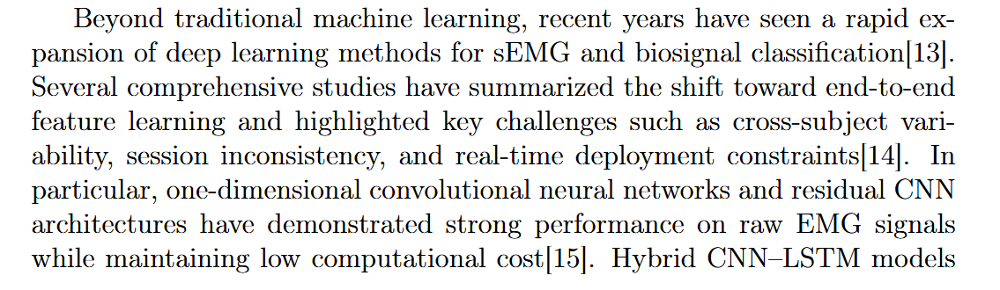 Beyond traditional machine learning, recent years have seen a rapid ex-
pansion of deep learning methods for sEMG and biosignal classification[13].
Several comprehensive studies have summarized the shift toward end-to-end
feature learning and highlighted key challenges such as cross-subject vari-
ability, session inconsistency, and real-time deployment constraints[14]. In
particular, one-dimensional convolutional neural networks and residual CNN
architectures have demonstrated strong performance on raw EMG signals
while maintaining low computational cost[15]. Hybrid CNN–LSTM models